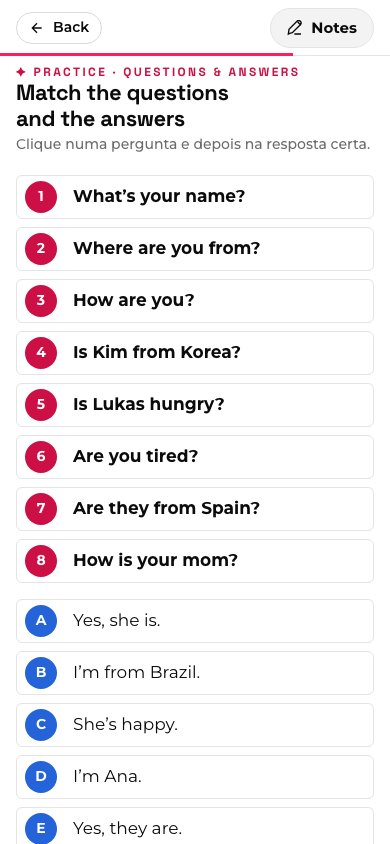 Back
Notes
PRACTICE · QUESTIONS & ANSWERS
Match the questions
and the answers
Clique numa pergunta e depois na resposta certa.
1 What's your name?
2 Where are you from?
3 How are you?
4 Is Kim from Korea?
5 Is Lukas hungry?
6 Are you tired?
7 Are they from Spain?
8 How is your mom?
A Yes, she is.
B I'm from Brazil.
C She's happy.
D I'm Ana.
E Yes, they are.